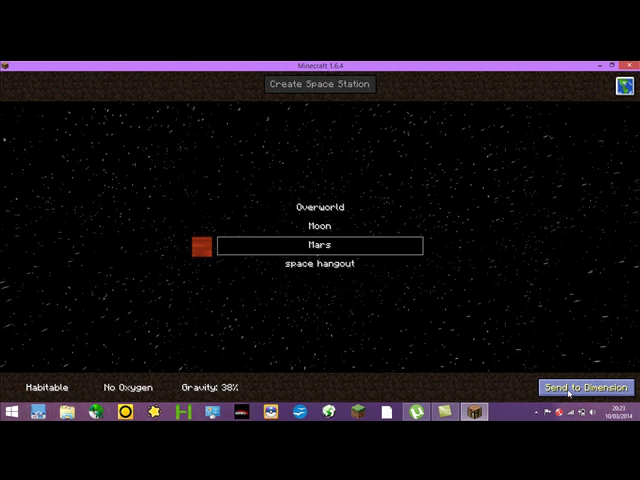 Minecraft 1.6.4
Create Space Station
Overworld
Moon
Mars
space hangout
Habitable
No Oxygen
Gravity: 38%
Send to Dimension
20:23
10/03/2014